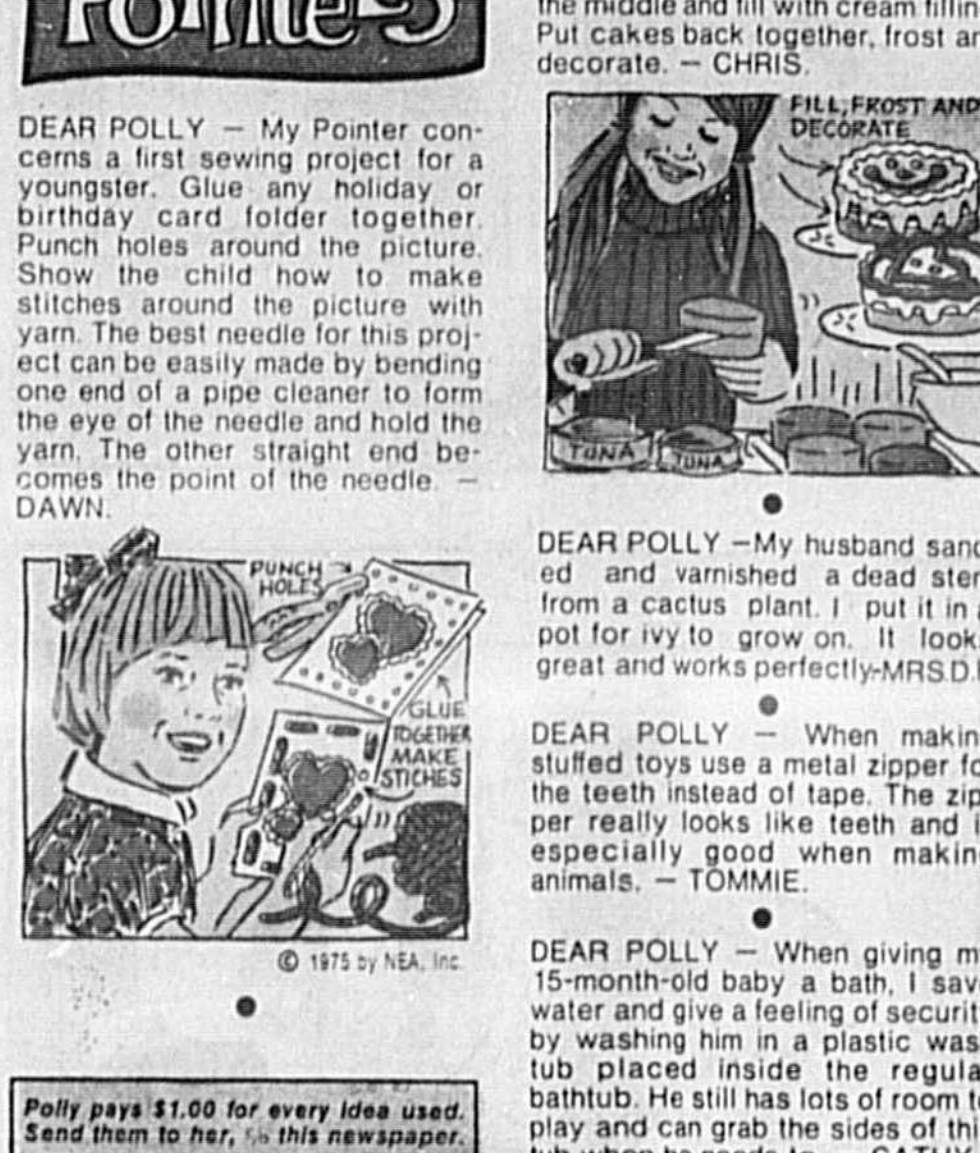 Pointers
DEAR POLLY — My Pointer con-
cerns a first sewing project for a
youngster. Glue any holiday or
birthday card folder together.
Punch holes around the picture.
Show the child how to make
stitches around the picture with
yarn. The best needle for this proj-
ect can be easily made by bending
one end of a pipe cleaner to form
the eye of the needle and hold the
yarn. The other straight end be-
comes the point of the needle. —
DAWN.
PUNCH
HOLES
GLUE
TOGETHER
MAKE
STICHES
© 1975 by NEA, Inc.
Polly pays $1.00 for every idea used.
Send them to her, this newspaper.
the middle and fill with cream
Put cakes back together, frost
decorate. — CHRIS.
FILL, FROST AND
DECORATE
TUNA
TUNA
DEAR POLLY —My husband sand
ed and varnished a dead
from a cactus plant. I put it in
pot for ivy to grow on. It look
great and works perfectly-MRS.D.
DEAR POLLY — When makin
stuffed toys use a metal zipper fo
the teeth instead of tape. The zip
per really looks like teeth and i
especially good when makin
animals. — TOMMIE.
DEAR POLLY — When giving m
15-month-old baby a bath, I sav
water and give a feeling of securit
by washing him in a plastic was
tub placed inside the regula
bathtub. He still has lots of room t
play and can grab the sides of thi